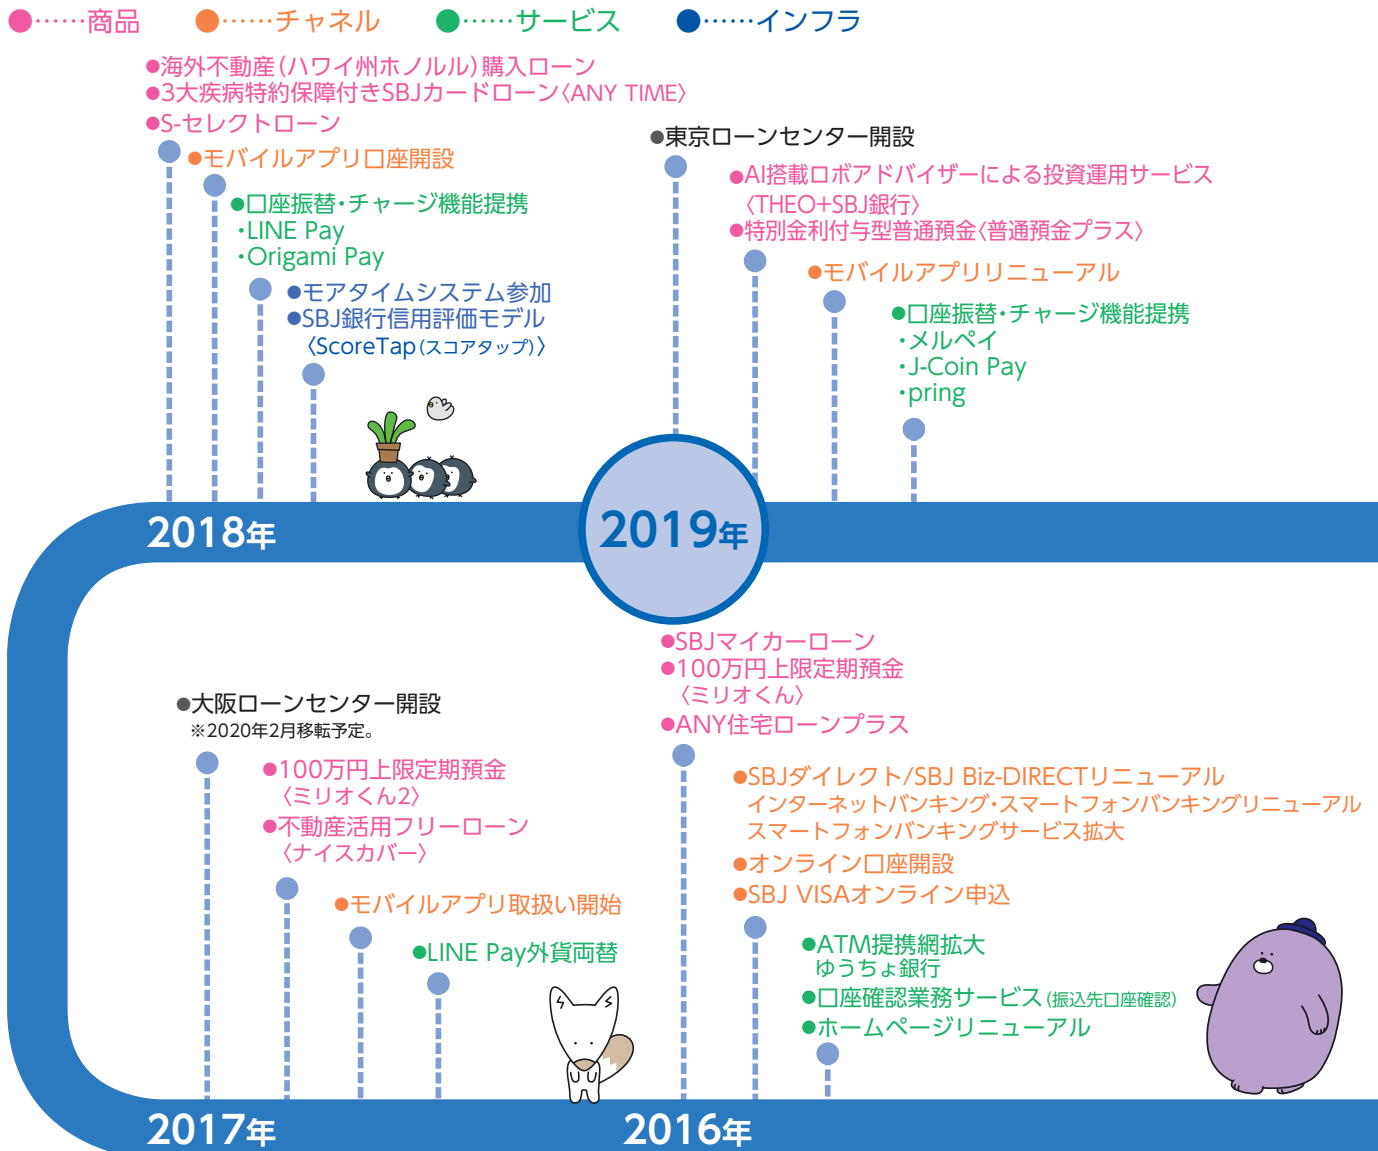 ●……商品 ●……チャネル ●……サービス ●……インフラ
●海外不動産(ハワイ州ホノルル)購入ローン
●3大疾病特約保障付きSBJカードローン〈ANY TIME〉
●S-セレクトローン
●モバイルアプリ口座開設
●口座振替・チャージ機能提携
・LINE Pay
・Origami Pay
●モアタイムシステム参加
●SBJ銀行信用評価モデル
〈ScoreTap(スコアタップ)〉
2018年
●東京ローンセンター開設
●AI搭載ロボアドバイザーによる投資運用サービス
〈THEO+SBJ銀行〉
●特別金利付与型普通預金〈普通預金プラス〉
●モバイルアプリリニューアル
●口座振替・チャージ機能提携
・メルペイ
・J-Coin Pay
・pring
2019年
●大阪ローンセンター開設
※2020年2月移転予定。
●100万円上限定期預金
〈ミリオくん2〉
●不動産活用フリーローン
〈ナイスカバー〉
●モバイルアプリ取扱い開始
●LINE Pay外貨両替
2017年
●SBJマイカーローン
●100万円上限定期預金
〈ミリオくん〉
●ANY住宅ローンプラス
●SBJダイレクト/SBJ Biz-DIRECTリニューアル
インターネットバンキング・スマートフォンバンキングリニューアル
スマートフォンバンキングサービス拡大
●オンライン口座開設
●SBJ VISAオンライン申込
●ATM提携網拡大
ゆうちょ銀行
●口座確認業務サービス(振込先口座確認)
●ホームページリニューアル
2016年